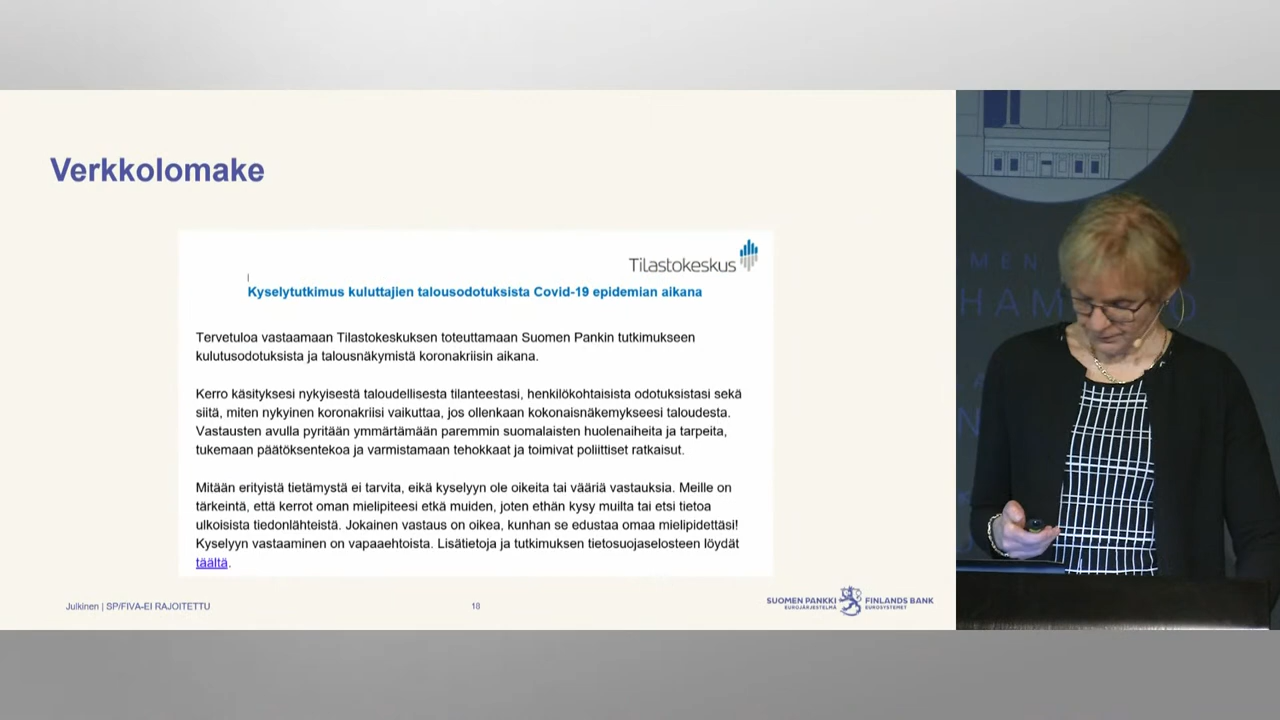 Verkkolomake
Tilastokeskus
Kyselytutkimus kuluttajien talousodotuksista Covid-19 epidemian aikana
Tervetuloa vastaamaan Tilastokeskuksen toteuttamaan Suomen Pankin tutkimukseen
kulutusodotuksista ja talousnäkymistä koronakriisin aikana.
Kerro käsityksesi nykyisestä taloudellisesta tilanteestasi, henkilökohtaisista odotuksistasi sekä
siitä, miten nykyinen koronakriisi vaikuttaa, jos ollenkaan kokonaisnäkemykseesi taloudesta.
Vastausten avulla pyritään ymmärtämään paremmin suomalaisten huolenaiheita ja tarpeita,
tukemaan päätöksentekoa ja varmistamaan tehokkaat ja toimivat poliittiset ratkaisut.
Mitään erityistä tietämystä ei tarvita, eikä kyselyyn ole oikeita tai vääriä vastauksia. Meille on
tärkeintä, että kerrot oman mielipiteesi etkä muiden, joten ethän kysy muilta tai etsi tietoa
ulkoisista tiedonlähteistä. Jokainen vastaus on oikea, kunhan se edustaa omaa mielipidettäsi!
Kyselyyn vastaaminen on vapaaehtoista. Lisätietoja ja tutkimuksen tietosuojaselosteen löydät
täältä.
Julkinen | SP/FIVA-EI RAJOITETTU
18
SUOMEN PANKKI FINLANDS BANK
EUROJÄRJESTELMÄ EUROSYSTEMET